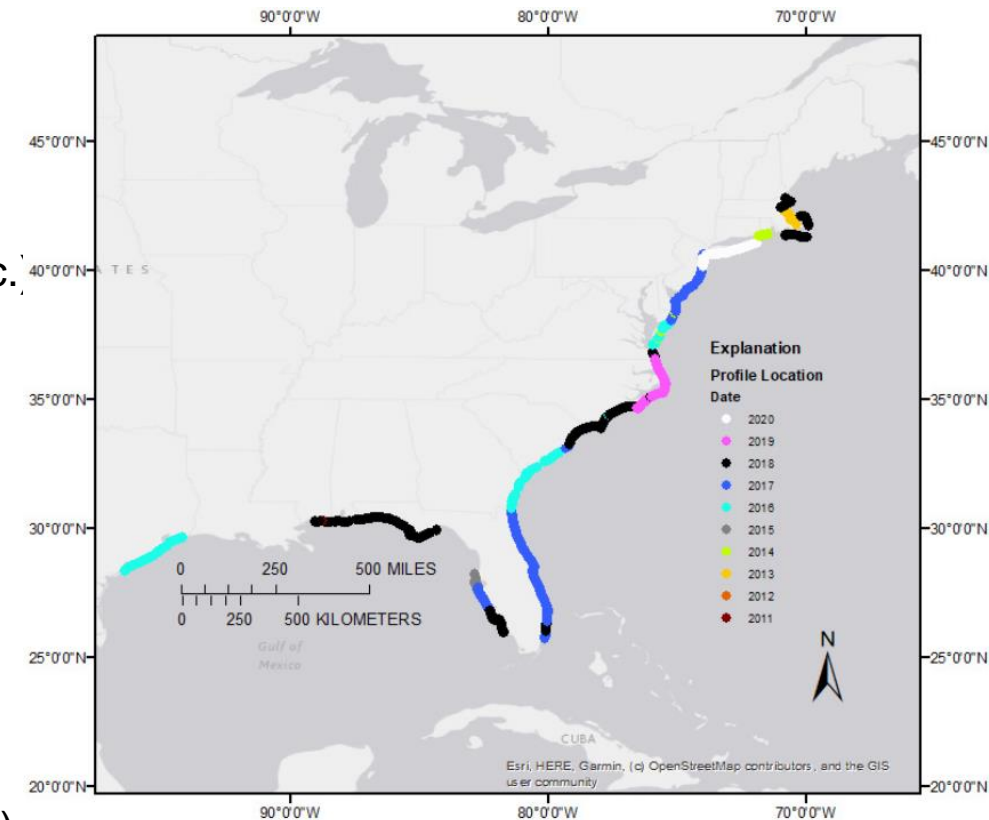 90°0'0"W 80°0'0"W 70°0'0"W
45°0'0"N 45°0'0"N
c.)
40°0'0"N ATES 40°0'0"N
Explanation
Profile Location
Date
35°0'0"N 35°0'0"N
2020
2019
2018
2017
2016
2015
2014
2013
2012
2011
30°0'0"N 30°0'0"N
0 250 500 MILES
0 250 500 KILOMETERS
N
Gulf of
Mexico
25°0'0"N 25°0'0"N
CUBA
Esri, HERE, Garmin, (c) OpenStreetMap contributors, and the GIS
user community
20°0'0"N 20°0'0"N
90°0'0"W 80°0'0"W 70°0'0"W
)